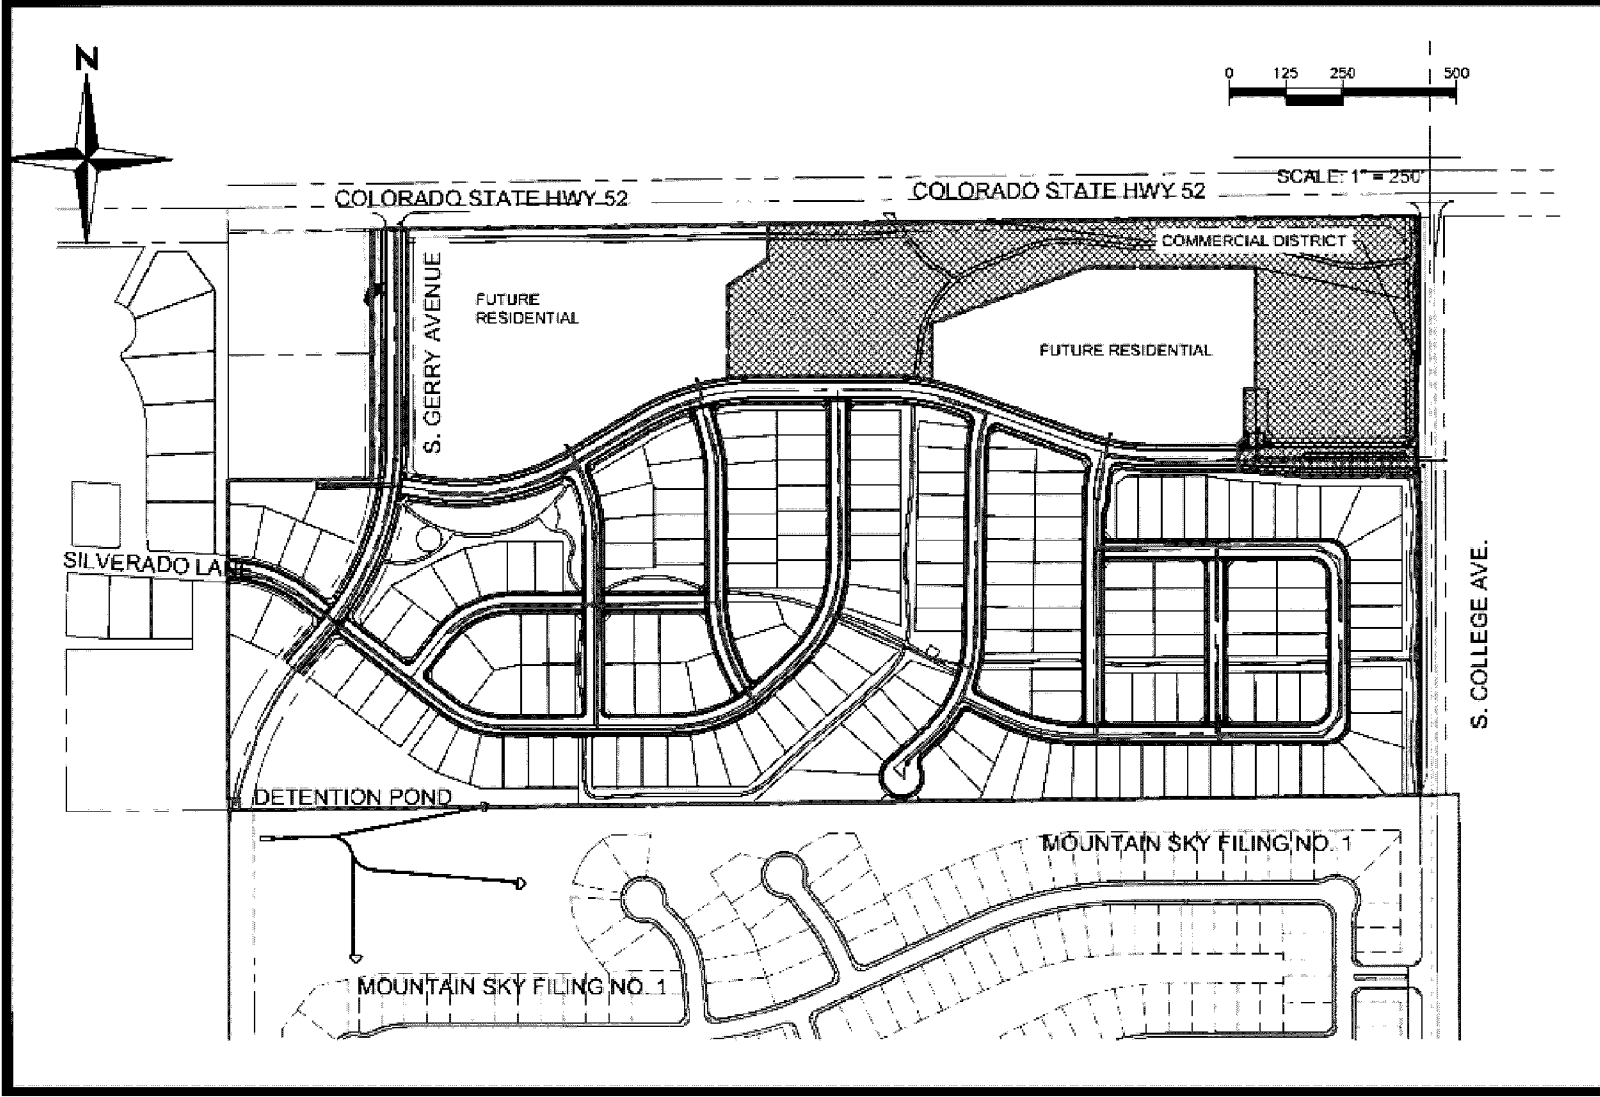 N
0 125 250 500
SCALE: 1" = 250'
COLORADO STATE HWY 52
COLORADO STATE HWY 52
COMMERCIAL DISTRICT
S. GERRY AVENUE
FUTURE
RESIDENTIAL
FUTURE RESIDENTIAL
SILVERADO LANE
S. COLLEGE AVE.
DETENTION POND
MOUNTAIN SKY FILING NO. 1
MOUNTAIN SKY FILING NO. 1